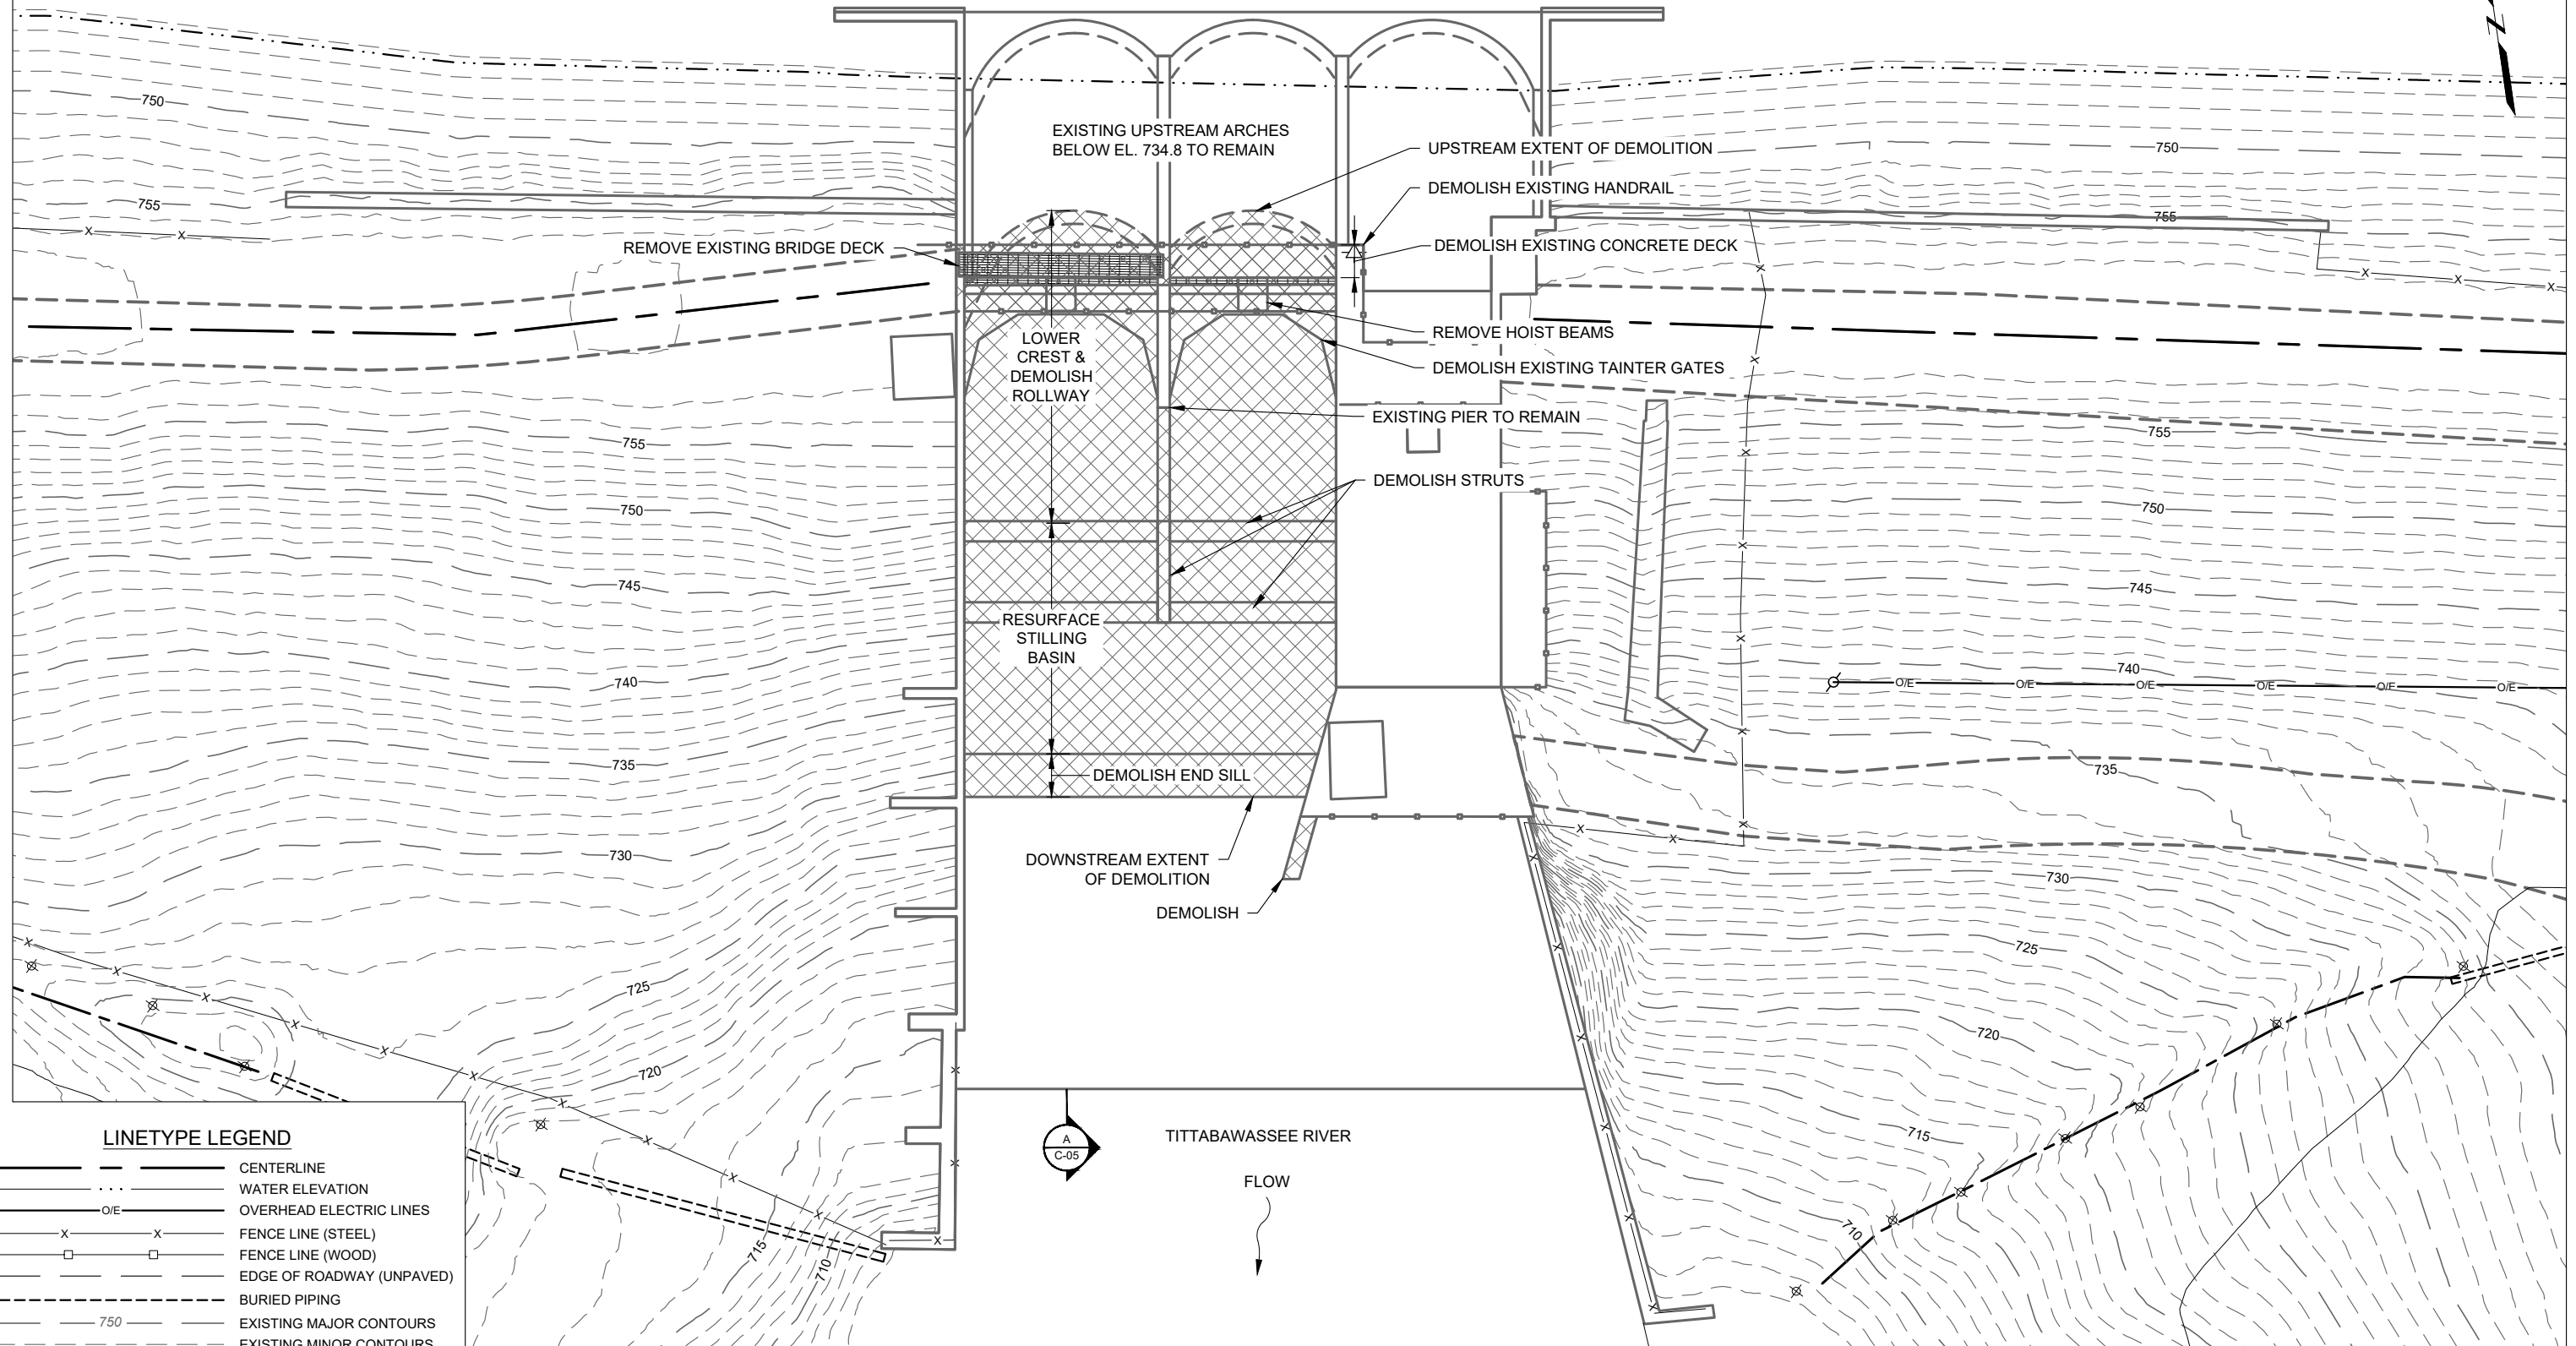 Z
750
EXISTING UPSTREAM ARCHES
BELOW EL. 734.8 TO REMAIN
UPSTREAM EXTENT OF DEMOLITION
750
DEMOLISH EXISTING HANDRAIL
755
755
X
X
REMOVE EXISTING BRIDGE DECK
DEMOLISH EXISTING CONCRETE DECK
X
X
X
X
REMOVE HOIST BEAMS
LOWER
CREST &
DEMOLISH
ROLLWAY
X
DEMOLISH EXISTING TAINTER GATES
EXISTING PIER TO REMAIN
755
755
X
DEMOLISH STRUTS
750
750
X
745
745
RESURFACE
STILLING
BASIN
X
740
740
O/E
O/E
O/E
O/E
O/E
O/E
X
735
DEMOLISH END SILL
735
X
X
X
730
DOWNSTREAM EXTENT
OF DEMOLITION
X
730
DEMOLISH
X
X
725
725
X
X
X
720
720
X
X
X
X
X
X
LINETYPE LEGEND
A
C-05
TITTABAWASSEE RIVER
715
X
X
X
CENTERLINE
WATER ELEVATION
O/E
OVERHEAD ELECTRIC LINES
X
X
FENCE LINE (STEEL)
FENCE LINE (WOOD)
EDGE OF ROADWAY (UNPAVED)
BURIED PIPING
750
EXISTING MAJOR CONTOURS
EXISTING MINOR CONTOURS
FLOW
X
X
X
710
715
710
X